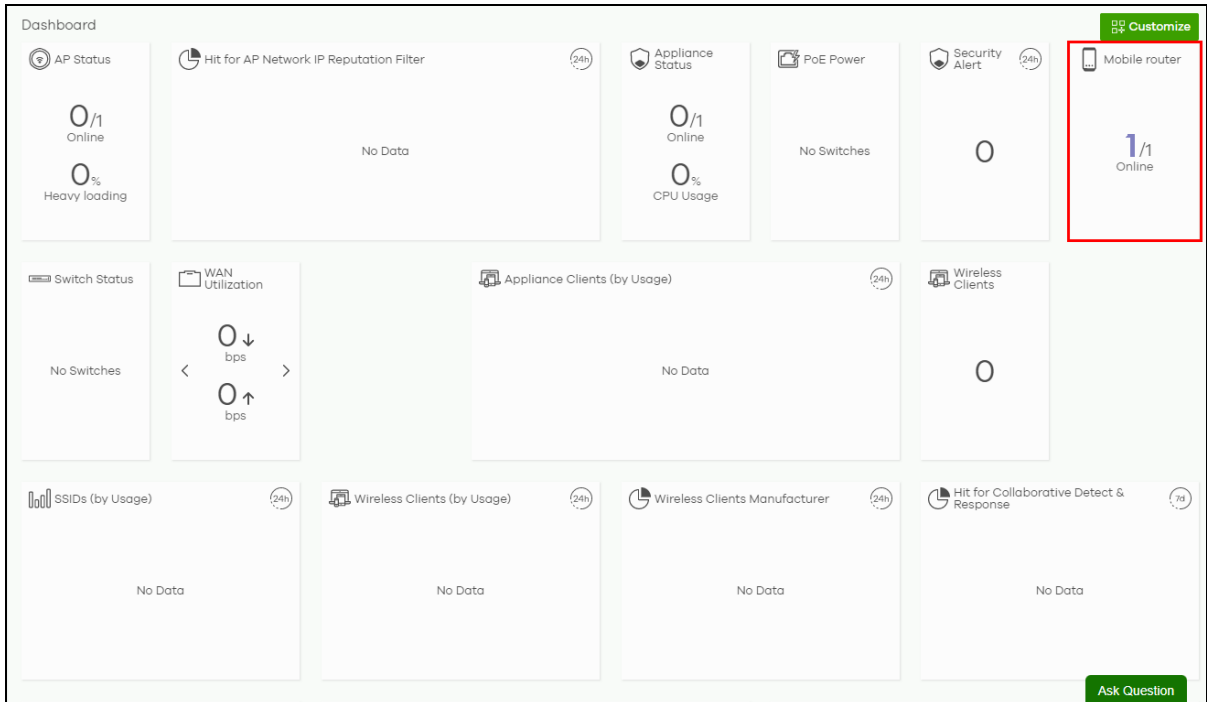 Dashboard
Customize
AP Status
0/1
Online
0%
Heavy loading
Hit for AP Network IP Reputation Filter
24h
No Data
Appliance
Status
0/1
Online
0%
CPU Usage
PoE Power
No Switches
Security
Alert
24h
0
Mobile router
1/1
Online
Switch Status
No Switches
WAN
Utilization
0
bps
0
bps
Appliance Clients (by Usage)
24h
No Data
Wireless
Clients
0
SSIDs (by Usage)
24h
No Data
Wireless Clients (by Usage)
24h
No Data
Wireless Clients Manufacturer
24h
No Data
Hit for Collaborative Detect &
Response
7d
No Data
Ask Question